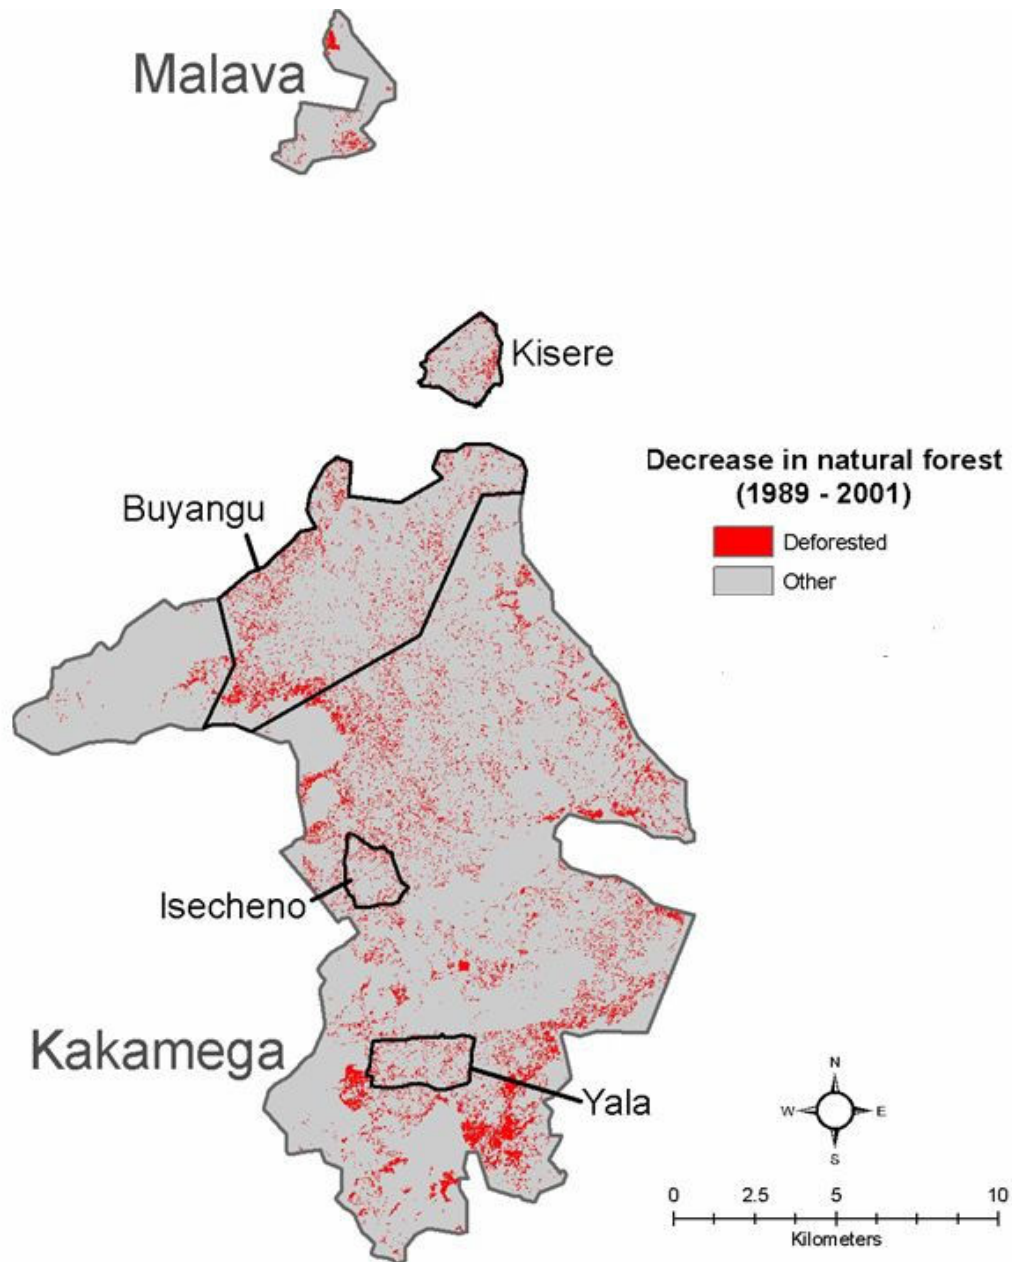 Malava
Kisere
Decrease in natural forest
(1989 - 2001)
Deforested
Other
Buyangu
Isecheno
Kakamega
Yala
N
W
E
S
0
2.5
5
10
Kilometers